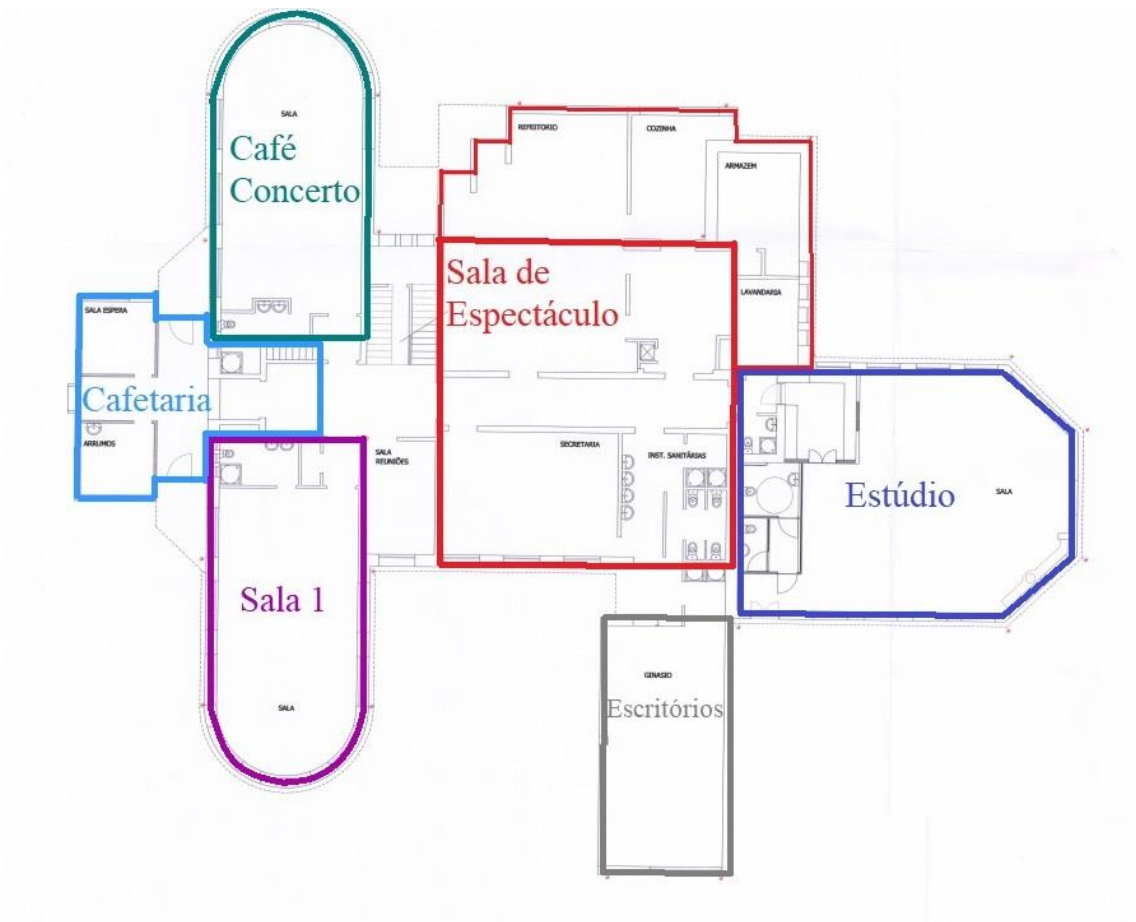 SALA
Café
Concerto
REFEITORIO
COZINHA
ARMAZEM
Sala de
Espectáculo
LAVANDARIA
SALA ESPERA
Cafetaria
ARRUMOS
SALA
REUNIÕES
SECRETARIA
INST. SANITÁRIAS
Estúdio
SALA
Sala 1
SALA
GINASIO
Escritórios